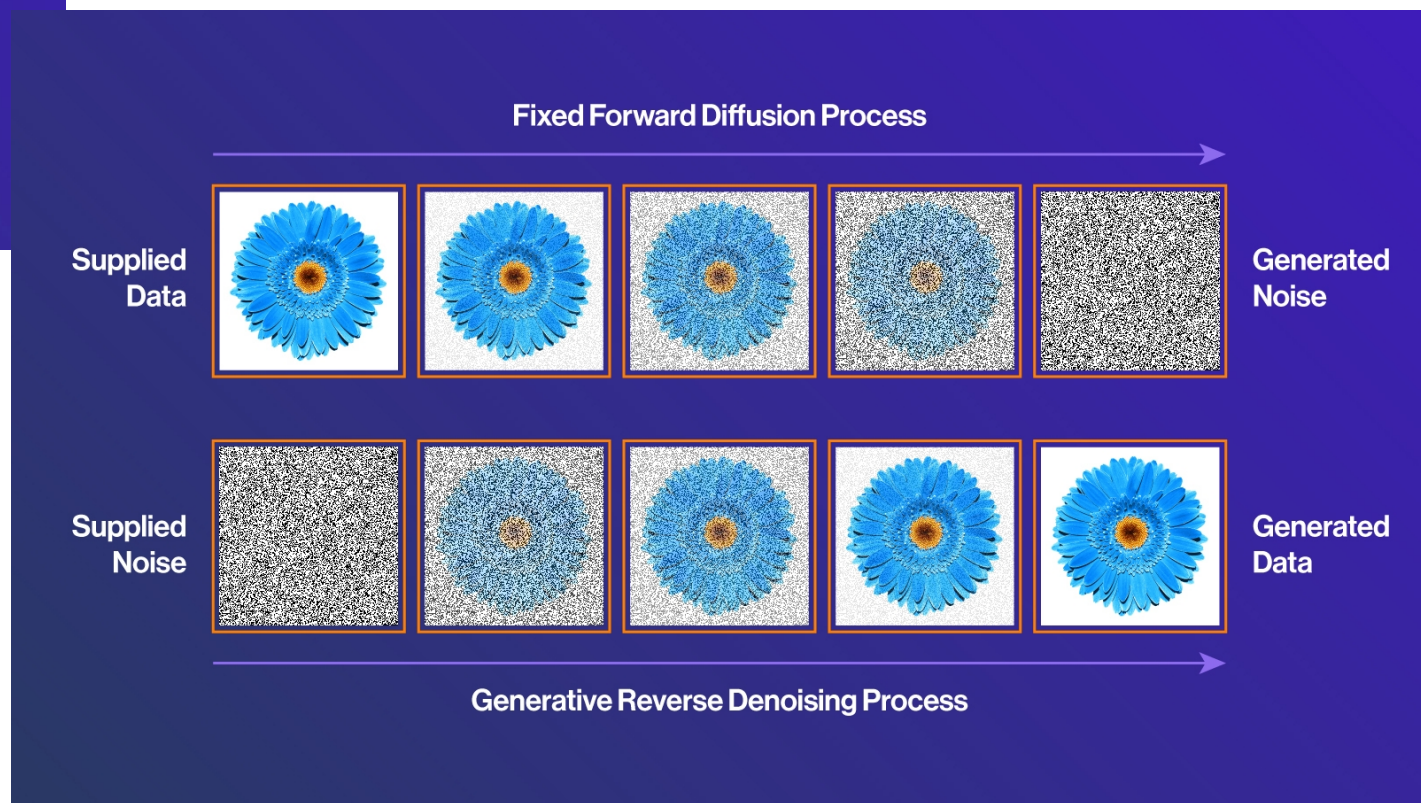 Fixed Forward Diffusion Process
Supplied
Data
Generated
Noise
Supplied
Noise
Generated
Data
Generative Reverse Denoising Process